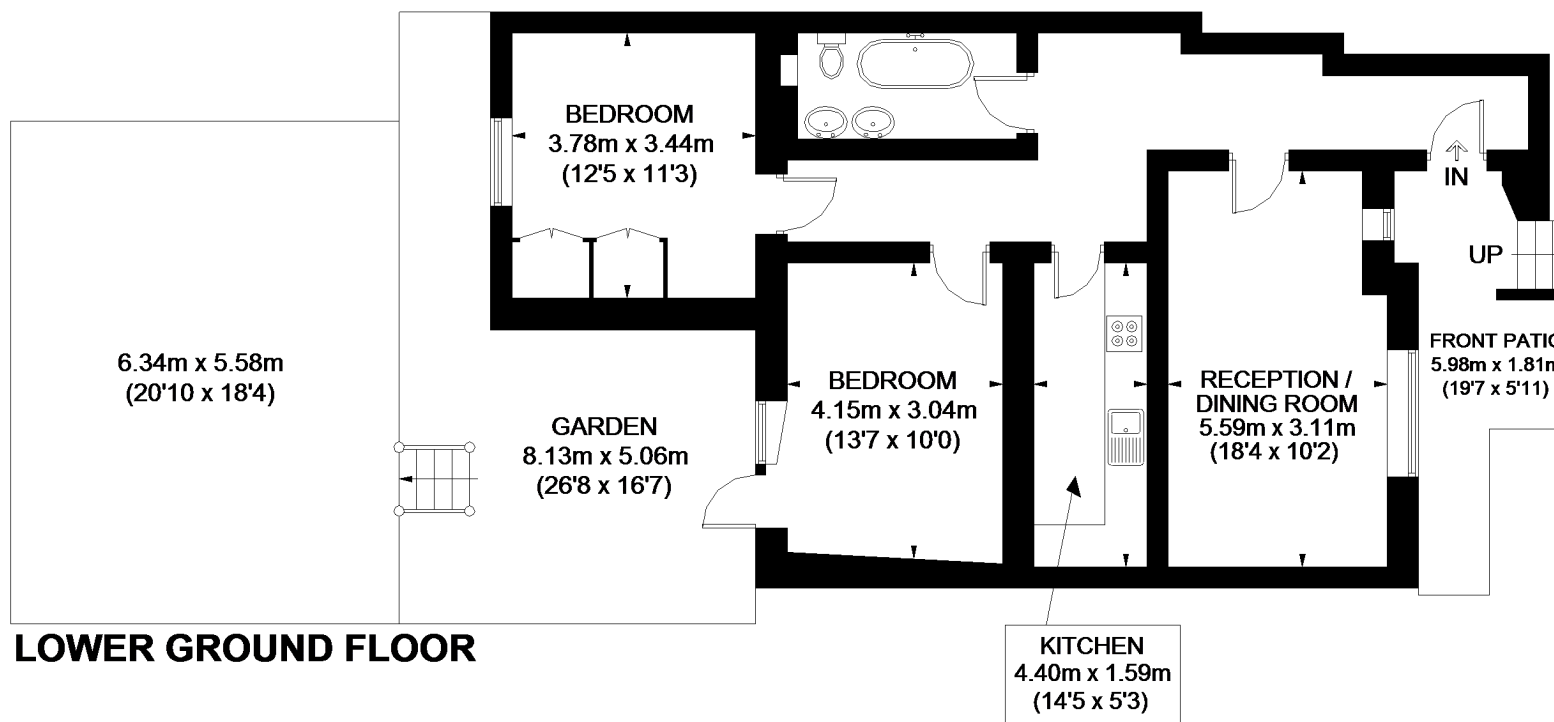 BEDROOM
3.78m x 3.44m
(12'5 x 11'3)
IN
UP
6.34m x 5.58m
(20'10 x 18'4)
GARDEN
8.13m x 5.06m
(26'8 x 16'7)
BEDROOM
4.15m x 3.04m
(13'7 x 10'0)
RECEPTION /
DINING ROOM
5.59m x 3.11m
(18'4 x 10'2)
FRONT PATIO
5.98m x 1.81m
(19'7 x 5'11)
LOWER GROUND FLOOR
KITCHEN
4.40m x 1.59m
(14'5 x 5'3)